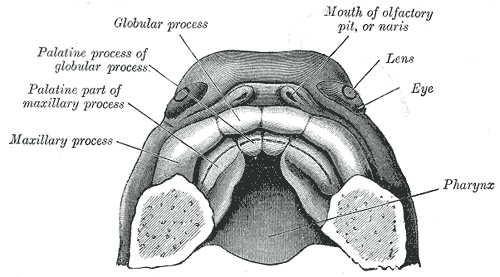 Globular process
Mouth of olfactory
pit, or naris
Palatine process of
globular process
Lens
Palatine part of
maxillary process
Eye
Maxillary process
Pharynx